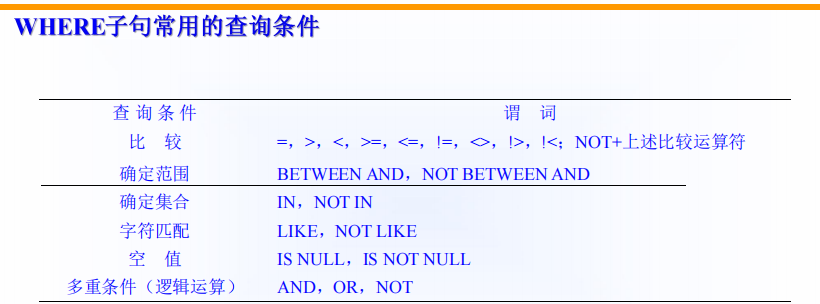 WHERE子句常用的查询条件
查询条件 谓 词
比 较 =，>，<，>=，<=，!=，<>，!>，!<；NOT+上述比较运算符
确定范围 BETWEEN AND，NOT BETWEEN AND
确定集合 IN，NOT IN
字符匹配 LIKE，NOT LIKE
空 值 IS NULL，IS NOT NULL
多重条件（逻辑运算） AND，OR，NOT